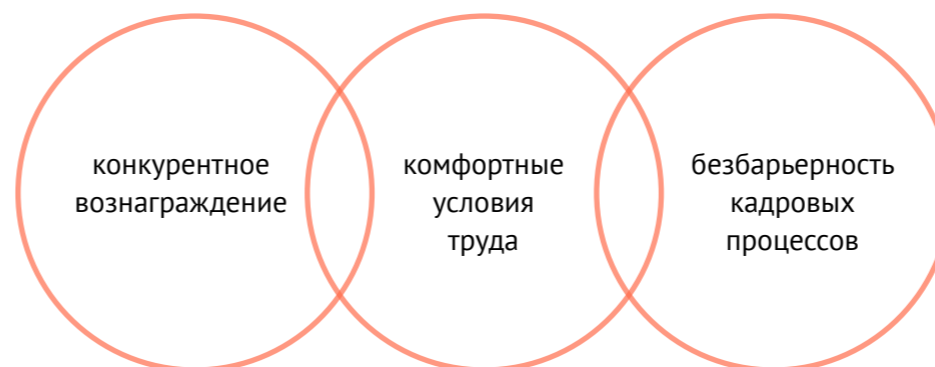 конкурентное
вознаграждение
комфортные
условия
труда
безбарьерность
кадровых
процессов